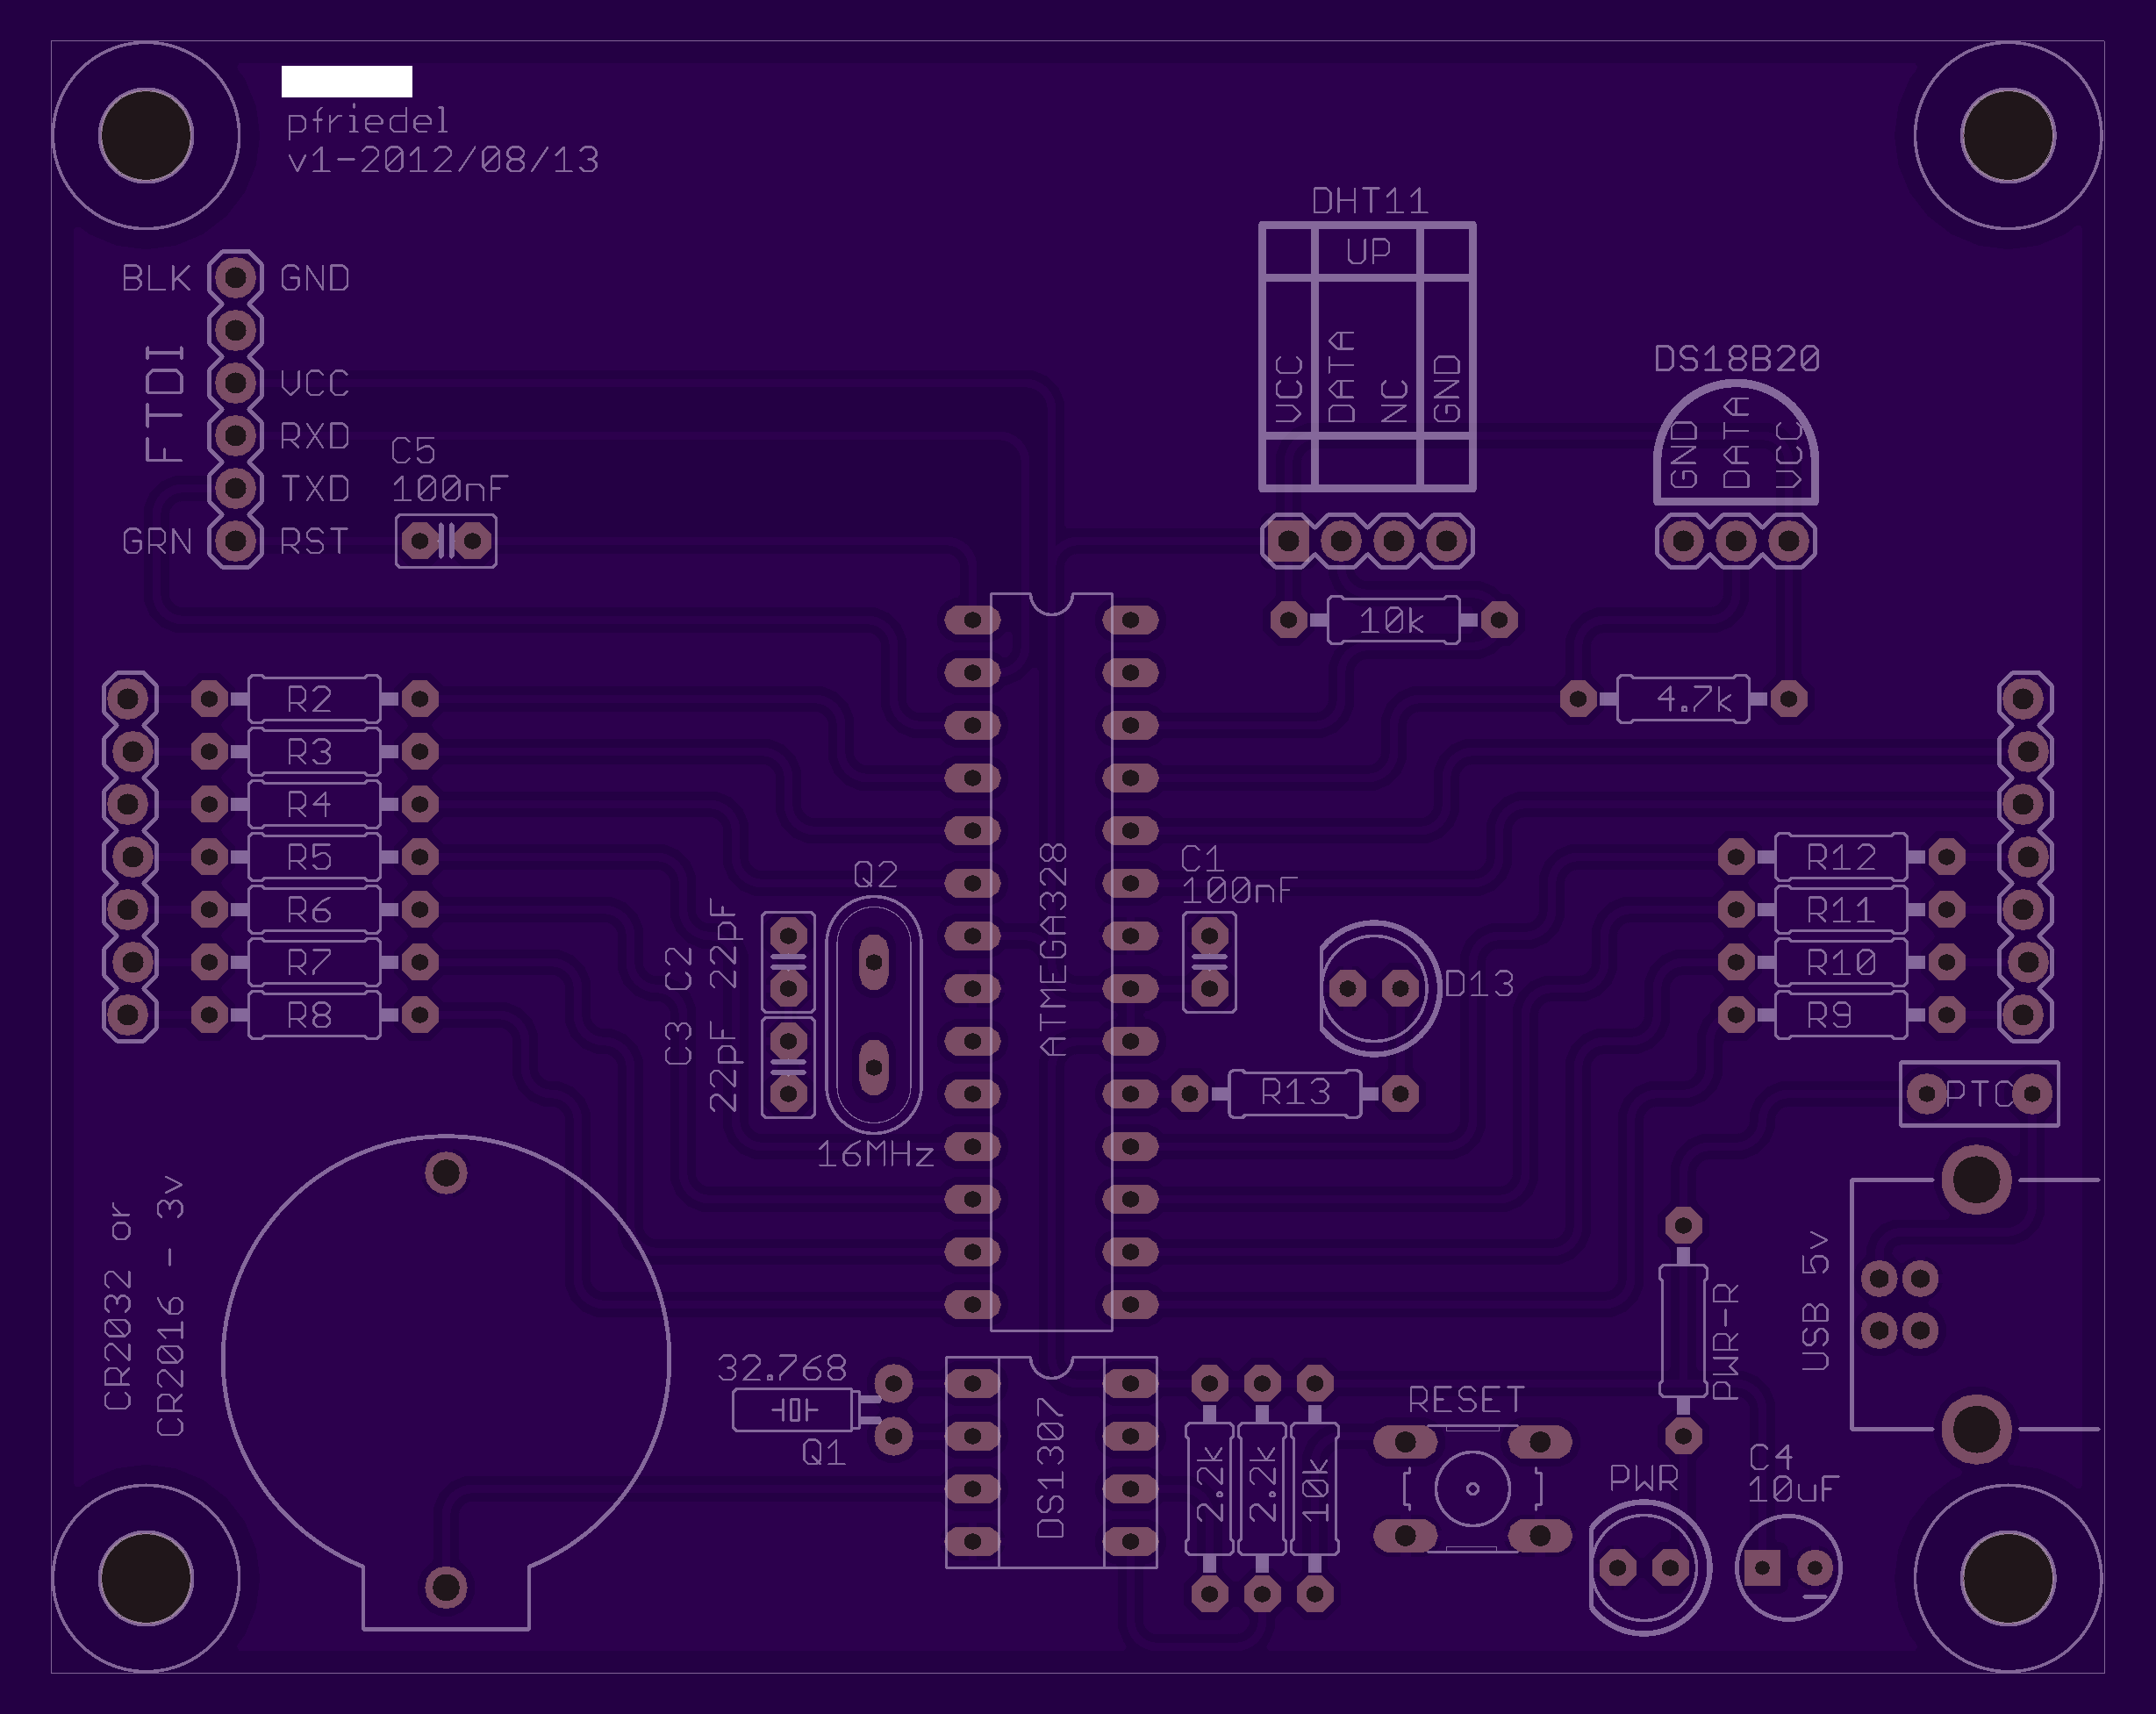 pfriedel
v1-2012/08/13
DHT11
UP
VCC
DATA
NC
GND
DS18B20
GND
DATA
VCC
BLK
GND
FTDI
VCC
RXD
TXD
GRN
RST
C5
100nF
10k
4.7k
R2
R3
R4
R5
R6
R7
R8
Q2
16MHz
C2 22pF
C3 22pF
ATMEGA328
C1
100nF
D13
R13
R12
R11
R10
R9
PTC
CR2032 or
CR2016 - 3v
USB 5v
PWR-R
32.768
Q1
DS1307
2.2k
2.2k
10k
RESET
PWR
C4
10uF